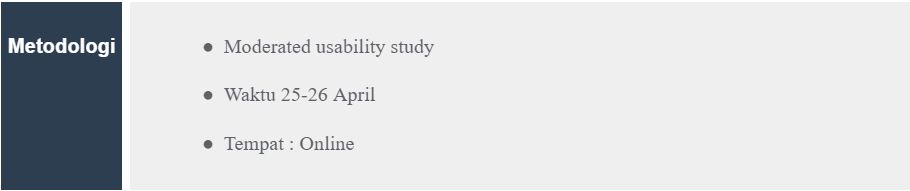 Metodologi
● Moderated usability study
● Waktu 25-26 April
● Tempat : Online